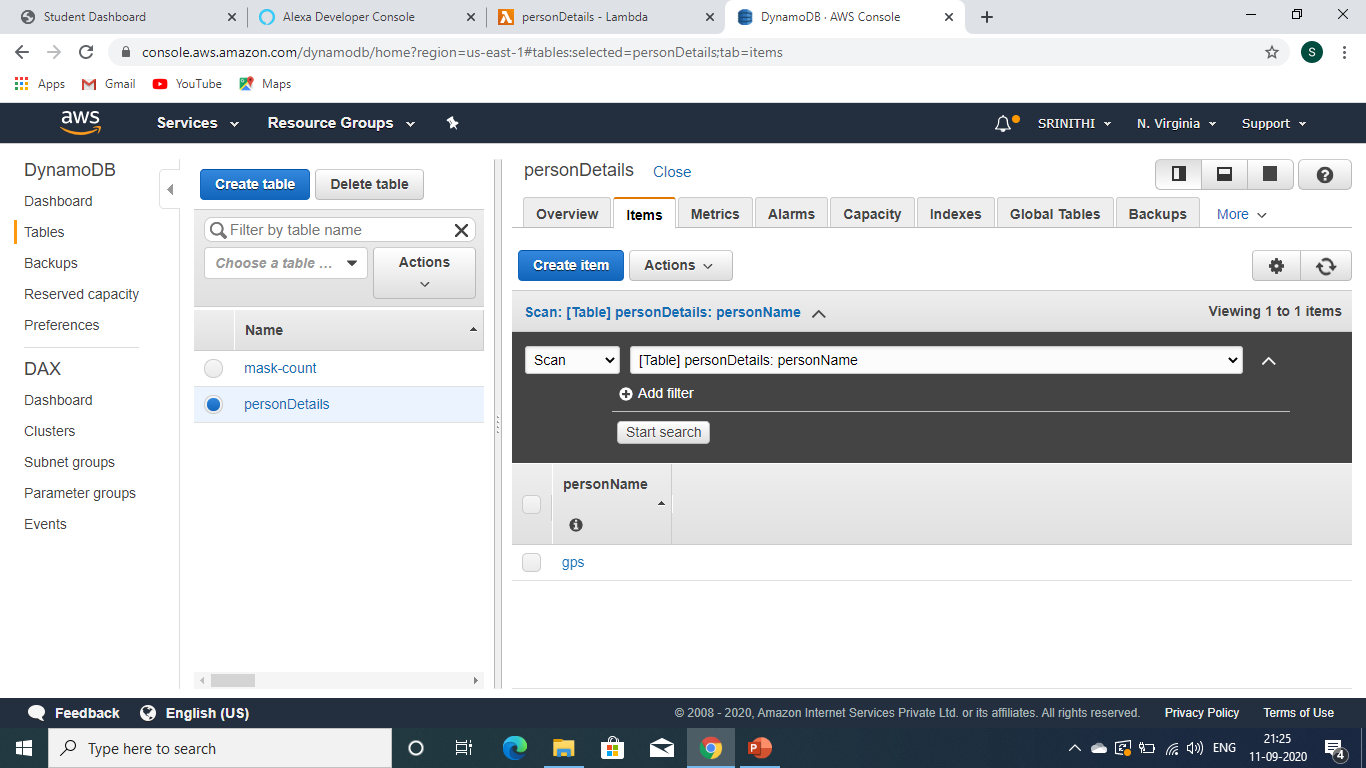 Student Dashboard
Alexa Developer Console
personDetails - Lambda
DynamoDB · AWS Console
console.aws.amazon.com/dynamodb/home?region=us-east-1#tables:selected=personDetails;tab=items
S
Apps
Gmail
YouTube
Maps
aws
Services
Resource Groups
SRINITHI
N. Virginia
Support
DynamoDB
Dashboard
Tables
Backups
Reserved capacity
Preferences
DAX
Dashboard
Clusters
Subnet groups
Parameter groups
Events
Create table
Delete table
Filter by table name
Choose a table ...
Actions
Name
mask-count
personDetails
personDetails
Close
Overview
Items
Metrics
Alarms
Capacity
Indexes
Global Tables
Backups
More
Create item
Actions
Scan: [Table] personDetails: personName
Viewing 1 to 1 items
Scan
[Table] personDetails: personName
Add filter
Start search
personName
gps
Feedback
English (US)
© 2008 - 2020, Amazon Internet Services Private Ltd. or its affiliates. All rights reserved.
Privacy Policy
Terms of Use
Type here to search
ENG
21:25
11-09-2020
4